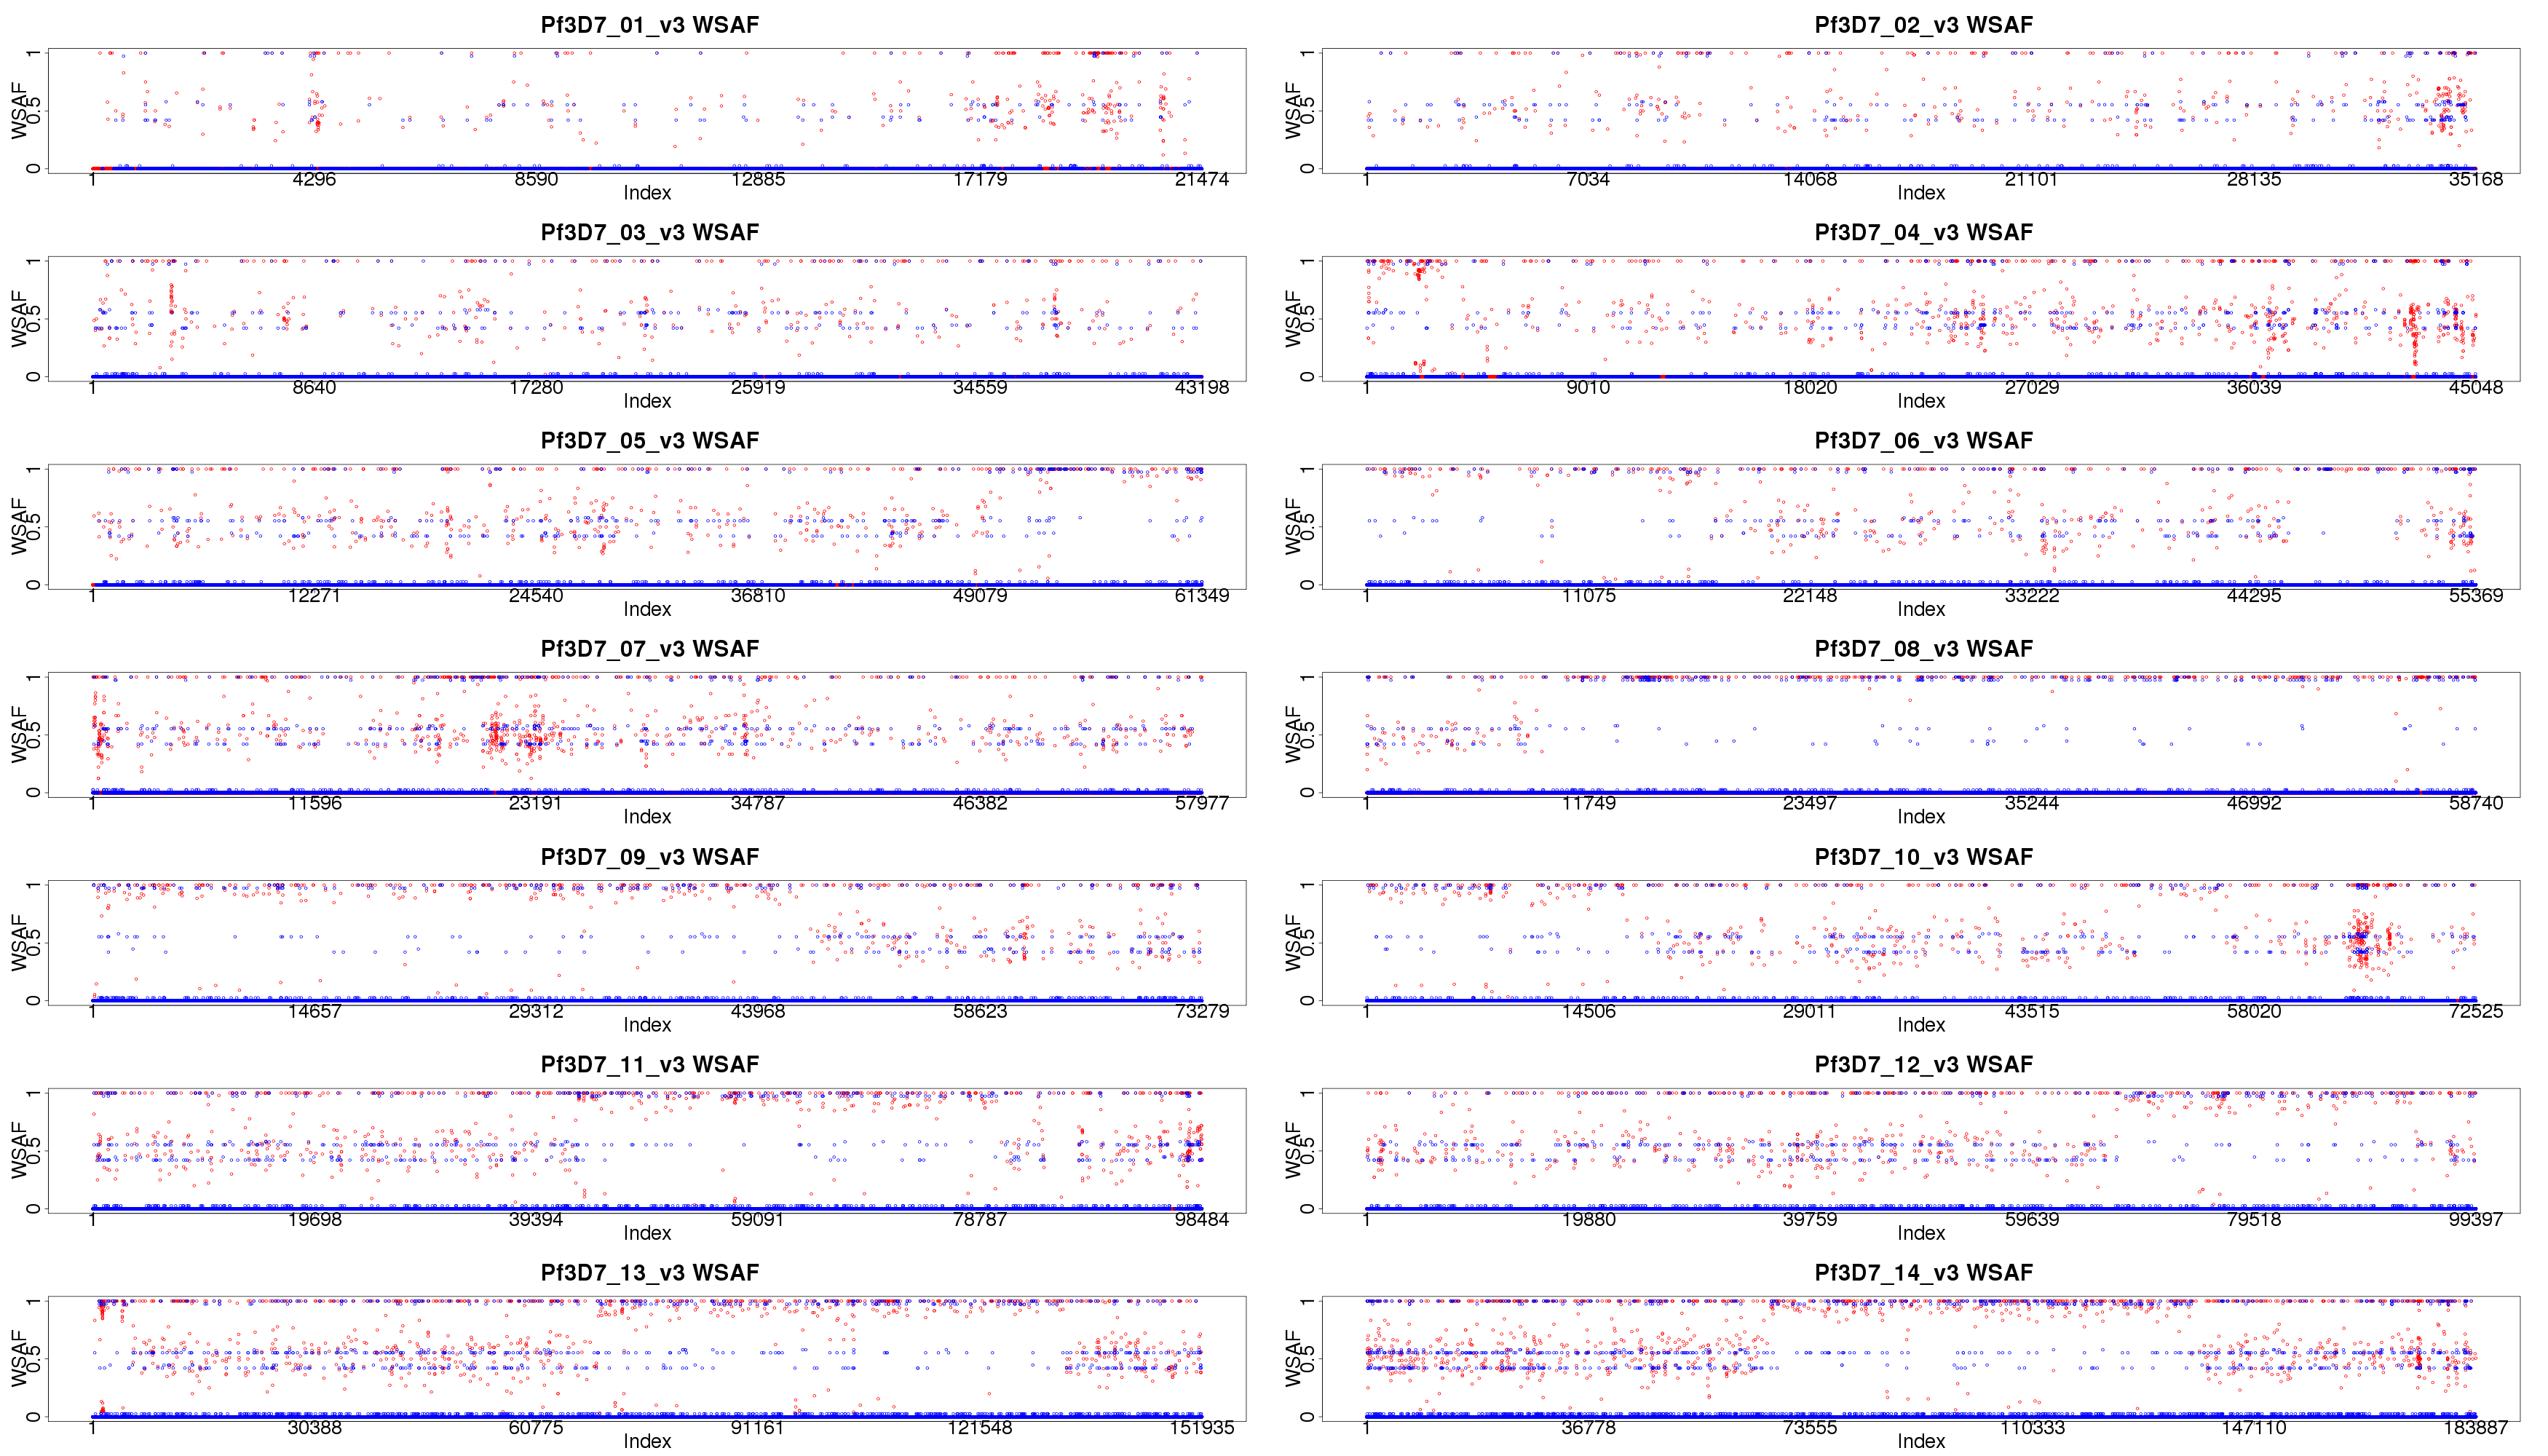 Pf3D7_01_v3 WSAF
WSAF
1
0.5
0
1 4296 8590 12885 17179 21474
Index
Pf3D7_02_v3 WSAF
WSAF
1
0.5
0
1 7034 14068 21101 28135 35168
Index
Pf3D7_03_v3 WSAF
WSAF
1
0.5
0
1 8640 17280 25919 34559 43198
Index
Pf3D7_04_v3 WSAF
WSAF
1
0.5
0
1 9010 18020 27029 36039 45048
Index
Pf3D7_05_v3 WSAF
WSAF
1
0.5
0
1 12271 24540 36810 49079 61349
Index
Pf3D7_06_v3 WSAF
WSAF
1
0.5
0
1 11075 22148 33222 44295 55369
Index
Pf3D7_07_v3 WSAF
WSAF
1
0.5
0
1 11596 23191 34787 46382 57977
Index
Pf3D7_08_v3 WSAF
WSAF
1
0.5
0
1 11749 23497 35244 46992 58740
Index
Pf3D7_09_v3 WSAF
WSAF
1
0.5
0
1 14657 29312 43968 58623 73279
Index
Pf3D7_10_v3 WSAF
WSAF
1
0.5
0
1 14506 29011 43515 58020 72525
Index
Pf3D7_11_v3 WSAF
WSAF
1
0.5
0
1 19698 39394 59091 78787 98484
Index
Pf3D7_12_v3 WSAF
WSAF
1
0.5
0
1 19880 39759 59639 79518 99397
Index
Pf3D7_13_v3 WSAF
WSAF
1
0.5
0
1 30388 60775 91161 121548 151935
Index
Pf3D7_14_v3 WSAF
WSAF
1
0.5
0
1 36778 73555 110333 147110 183887
Index